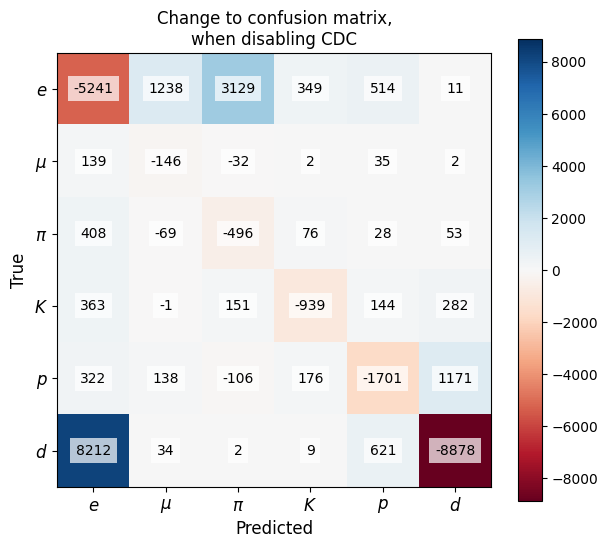 Change to confusion matrix,
when disabling CDC
e -5241 1238 3129 349 514 11
μ 139 -146 -32 2 35 2
π 408 -69 -496 76 28 53
K 363 -1 151 -939 144 282
p 322 138 -106 176 -1701 1171
d 8212 34 2 9 621 -8878
e μ π K p d
Predicted
True
8000
6000
4000
2000
0
−2000
−4000
−6000
−8000